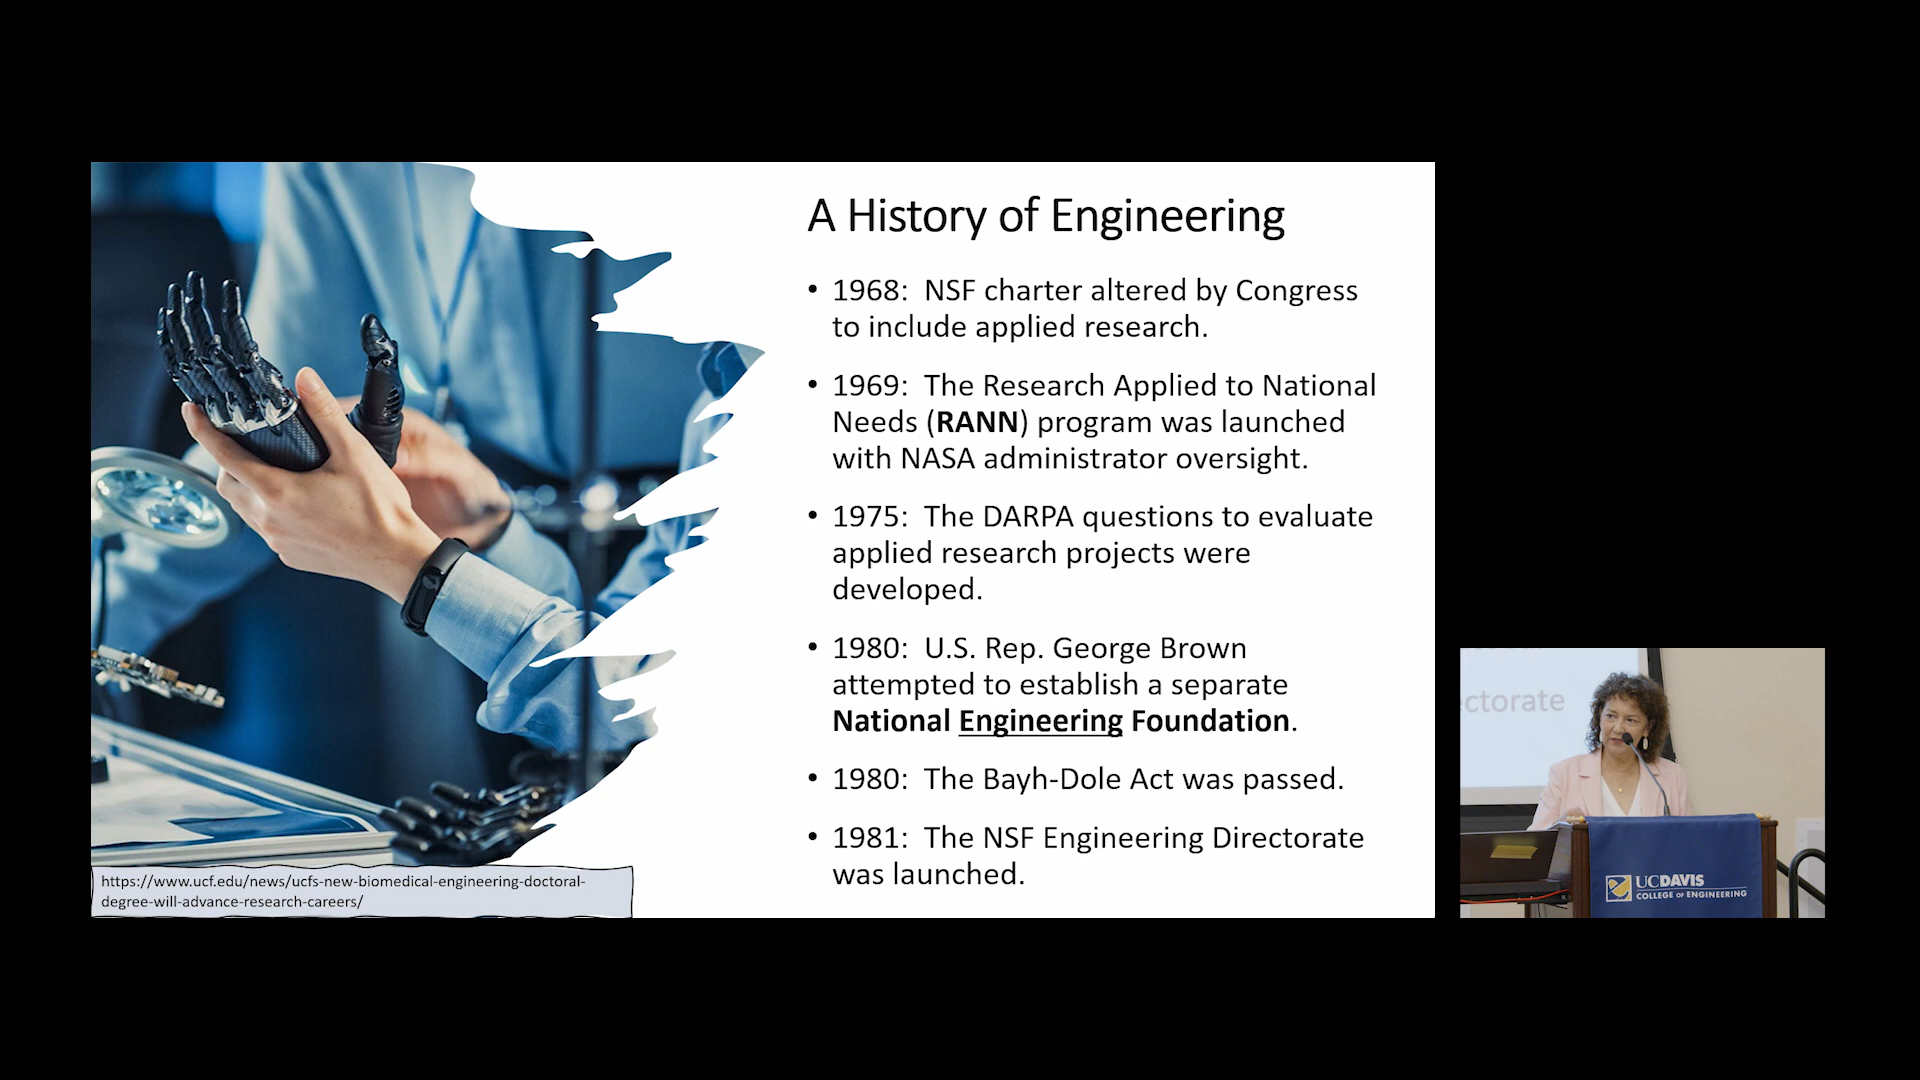 A History of Engineering
• 1968:  NSF charter altered by Congress
to include applied research.
• 1969:  The Research Applied to National
Needs (RANN) program was launched
with NASA administrator oversight.
• 1975:  The DARPA questions to evaluate
applied research projects were
developed.
• 1980:  U.S. Rep. George Brown
attempted to establish a separate
National Engineering Foundation.
• 1980:  The Bayh-Dole Act was passed.
• 1981:  The NSF Engineering Directorate
was launched.
https://www.ucf.edu/news/ucfs-new-biomedical-engineering-doctoral-
degree-will-advance-research-careers/
ectorate
UCDAVIS
COLLEGE OF ENGINEERING